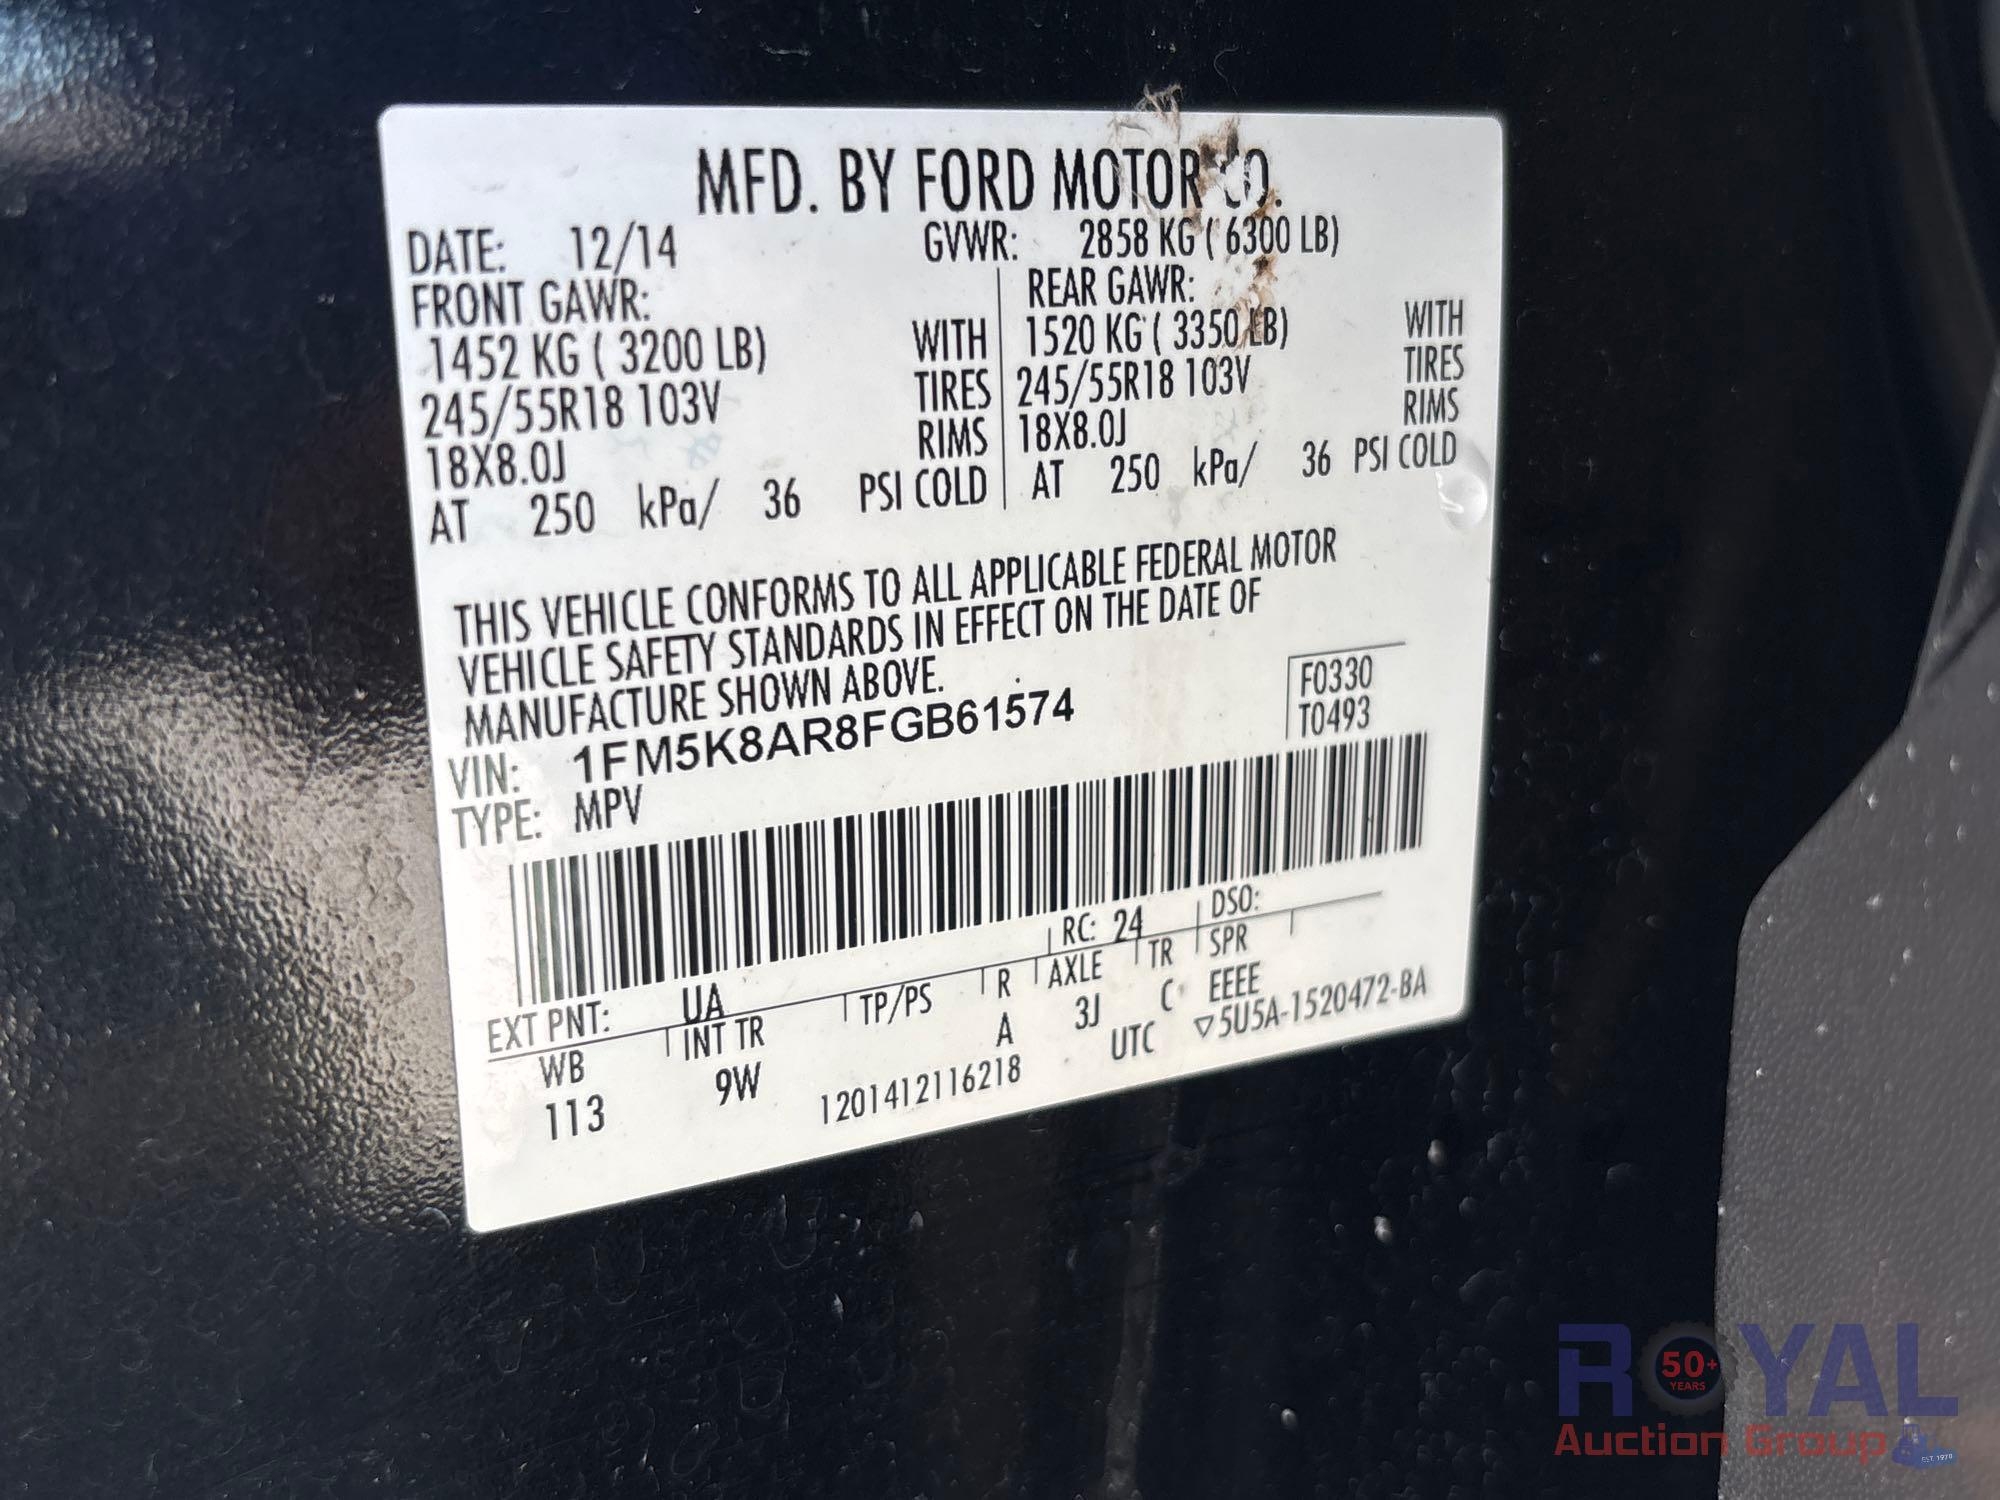 MFD. BY FORD MOTOR CO.
DATE: 12/14 GVWR: 2858 KG ( 6300 LB)
FRONT GAWR: REAR GAWR:
1452 KG ( 3200 LB) WITH 1520 KG ( 3350 LB) WITH
245/55R18 103V TIRES 245/55R18 103V TIRES
18X8.0J RIMS 18X8.0J RIMS
AT 250 kPa/ 36 PSI COLD AT 250 kPa/ 36 PSI COLD
THIS VEHICLE CONFORMS TO ALL APPLICABLE FEDERAL MOTOR
VEHICLE SAFETY STANDARDS IN EFFECT ON THE DATE OF
MANUFACTURE SHOWN ABOVE.
F0330
VIN: 1FM5K8AR8FGB61574 T0493
TYPE: MPV
EXT PNT: UA RC: 24 DSO:
WB INT TR TP/PS R AXLE TR SPR
113 9W A 3J C EEEE
1201412116218 UTC ▽5U5A-1520472-BA
ROYAL
50+
YEARS
Auction Group
EST. 1970